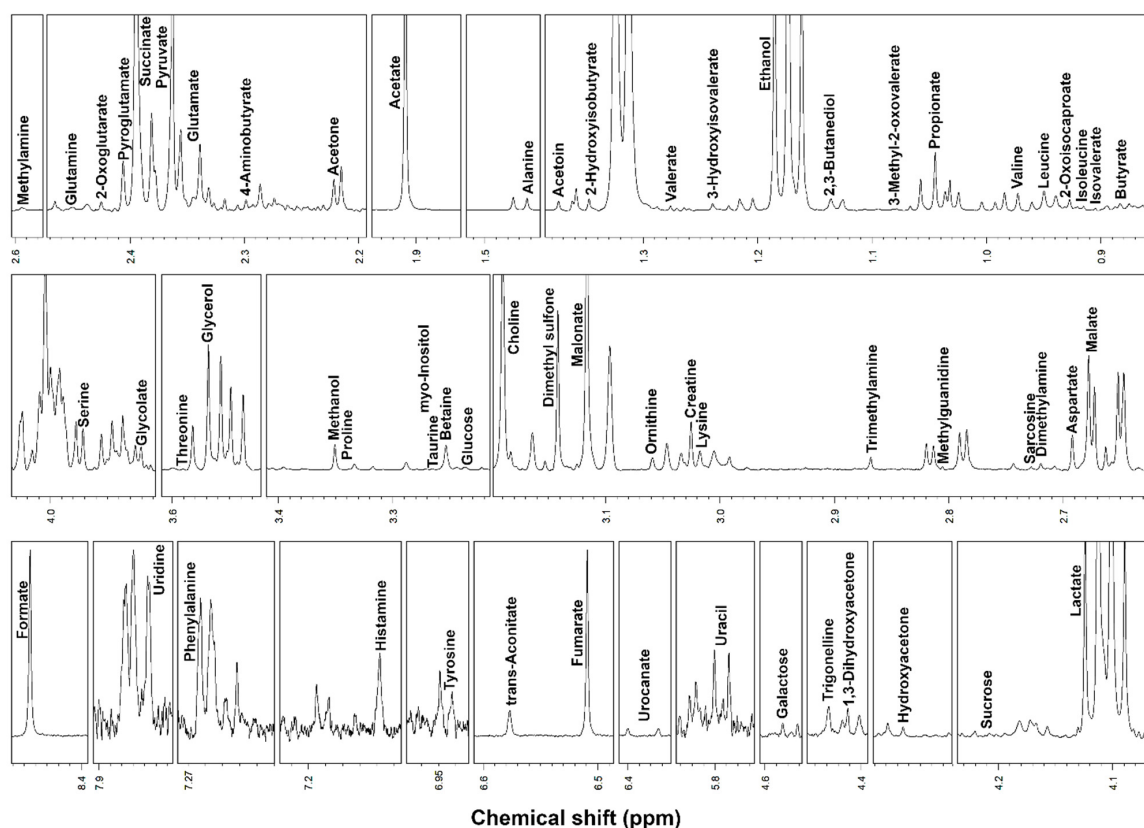 Methylamine
Glutamine
2-Oxoglutarate
Pyroglutamate
Succinate
Pyruvate
Glutamate
4-Aminobutyrate
Acetone
Acetate
Alanine
Acetoin
2-Hydroxyisobutyrate
Valerate
3-Hydroxyisovalerate
Ethanol
2,3-Butanediol
3-Methyl-2-oxovalerate
Propionate
Valine
Leucine
2-Oxoisocaproate
Isoleucine
Isovalerate
Butyrate
2.6
2.4
2.3
2.2
1.9
1.5
1.3
1.2
1.1
1.0
0.9
Serine
Glycolate
Threonine
Glycerol
Methanol
Proline
Taurine
myo-Inositol
Betaine
Glucose
Choline
Dimethyl sulfone
Malonate
Ornithine
Creatine
Lysine
Trimethylamine
Methylguanidine
Sarcosine
Dimethylamine
Aspartate
Malate
4.0
3.6
3.4
3.3
3.1
3.0
2.9
2.8
2.7
Formate
Uridine
Phenylalanine
Histamine
Tyrosine
trans-Aconitate
Fumarate
Urocanate
Uracil
Galactose
Trigonelline
1,3-Dihydroxyacetone
Hydroxyacetone
Sucrose
Lactate
8.4
7.9
7.27
7.2
6.95
6.6
6.5
6.4
5.8
4.6
4.4
4.2
4.1
Chemical shift (ppm)